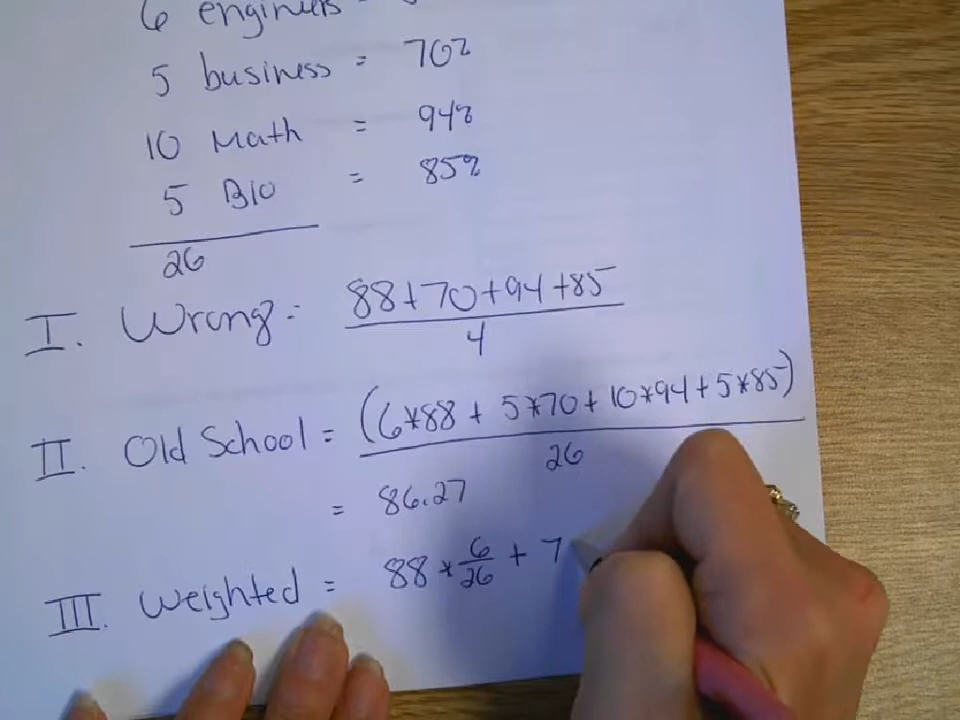 6 engineers =
5 business = 70%
10 Math = 94%
5 Bio = 85%
26
I. Wrong = 88+70+94+85
4
II. Old School = (6*88 + 5*70 + 10*94 + 5*85)
26
= 86.27
III. Weighted = 88 * 6/26 + 7